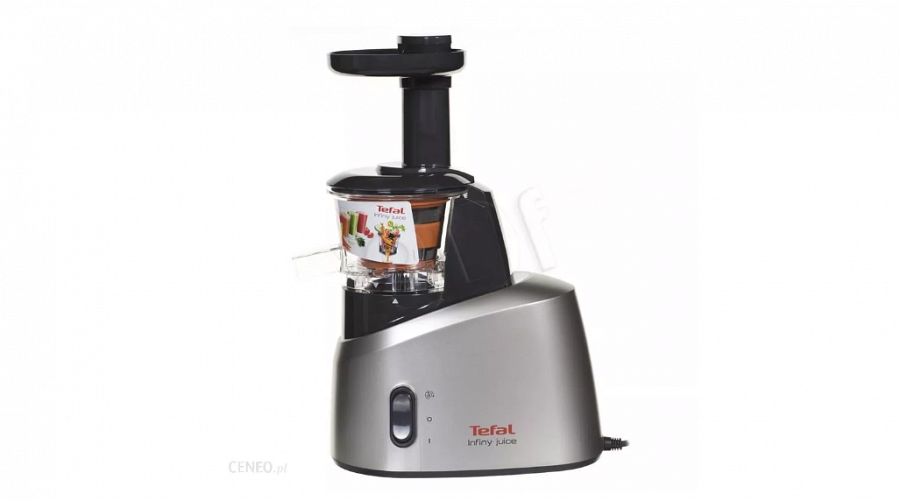 Tefal
Infiny juice
O
I
Tefal
Infiny juice
CENEO.pl